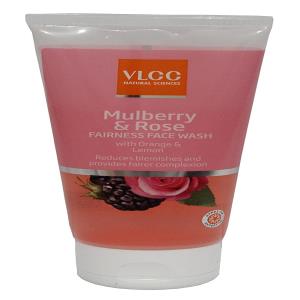 VLCC
NATURAL SCIENCES
Mulberry
& Rose
FAIRNESS FACE WASH
with Orange &
Lemon
Reduces blemishes and
provides fairer complexion